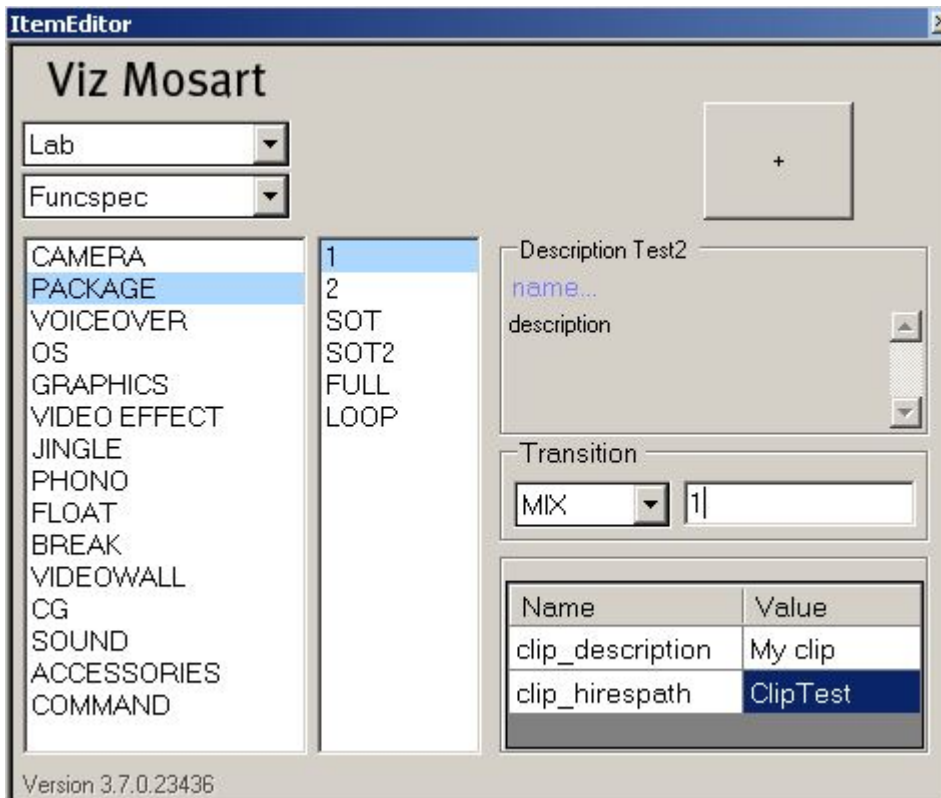 ItemEditor
Viz Mosart
Lab
Funcspec
+
CAMERA
PACKAGE
VOICEOVER
OS
GRAPHICS
VIDEO EFFECT
JINGLE
PHONO
FLOAT
BREAK
VIDEOWALL
CG
SOUND
ACCESSORIES
COMMAND
1
2
SOT
SOT2
FULL
LOOP
Description Test2
name...
description
Transition
MIX 1
Name Value
clip_description My clip
clip_hirespath ClipTest
Version 3.7.0.23436